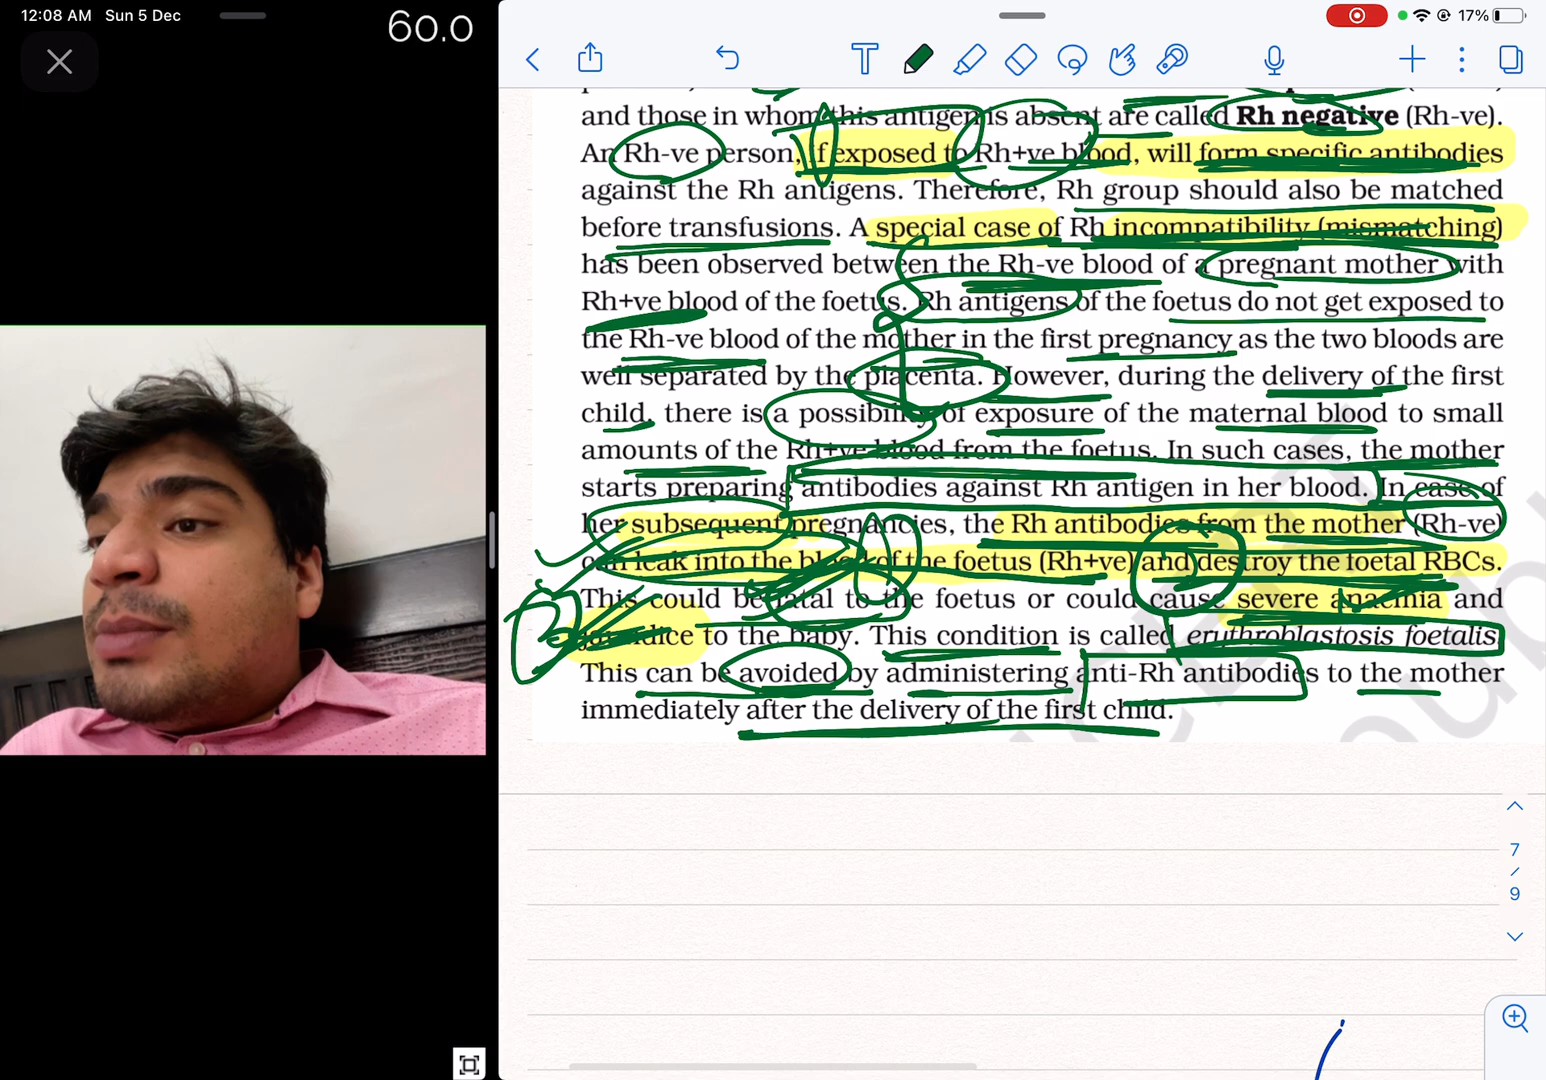 12:08 AM Sun 5 Dec
60.0
17%
and those in whom this antigen is absent are called Rh negative (Rh-ve).
An Rh-ve person, if exposed to Rh+ve blood, will form specific antibodies
against the Rh antigens. Therefore, Rh group should also be matched
before transfusions. A special case of Rh incompatibility (mismatching)
has been observed between the Rh-ve blood of a pregnant mother with
Rh+ve blood of the foetus. Rh antigens of the foetus do not get exposed to
the Rh-ve blood of the mother in the first pregnancy as the two bloods are
well separated by the placenta. However, during the delivery of the first
child, there is a possibility of exposure of the maternal blood to small
amounts of the Rh+ve blood from the foetus. In such cases, the mother
starts preparing antibodies against Rh antigen in her blood. In case of
her subsequent pregnancies, the Rh antibodies from the mother (Rh-ve)
can leak into the blood of the foetus (Rh+ve) and destroy the foetal RBCs.
This could be fatal to the foetus or could cause severe anaemia and
jaundice to the baby. This condition is called erythroblastosis foetalis.
This can be avoided by administering anti-Rh antibodies to the mother
immediately after the delivery of the first child.
7
/
9